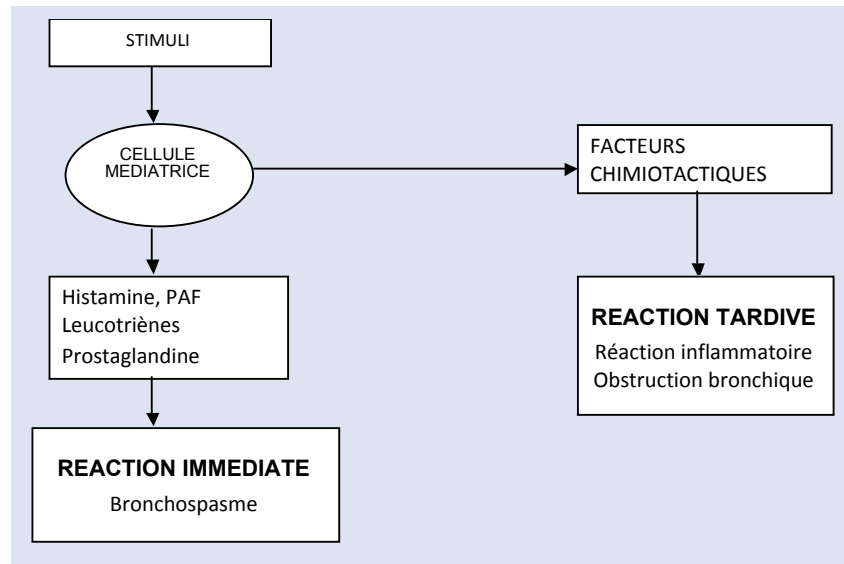 STIMULI
CELLULE
MEDIATRICE
FACTEURS
CHIMIOTACTIQUES
Histamine, PAF
Leucotriènes
Prostaglandine
REACTION TARDIVE
Réaction inflammatoire
Obstruction bronchique
REACTION IMMEDIATE
Bronchospasme